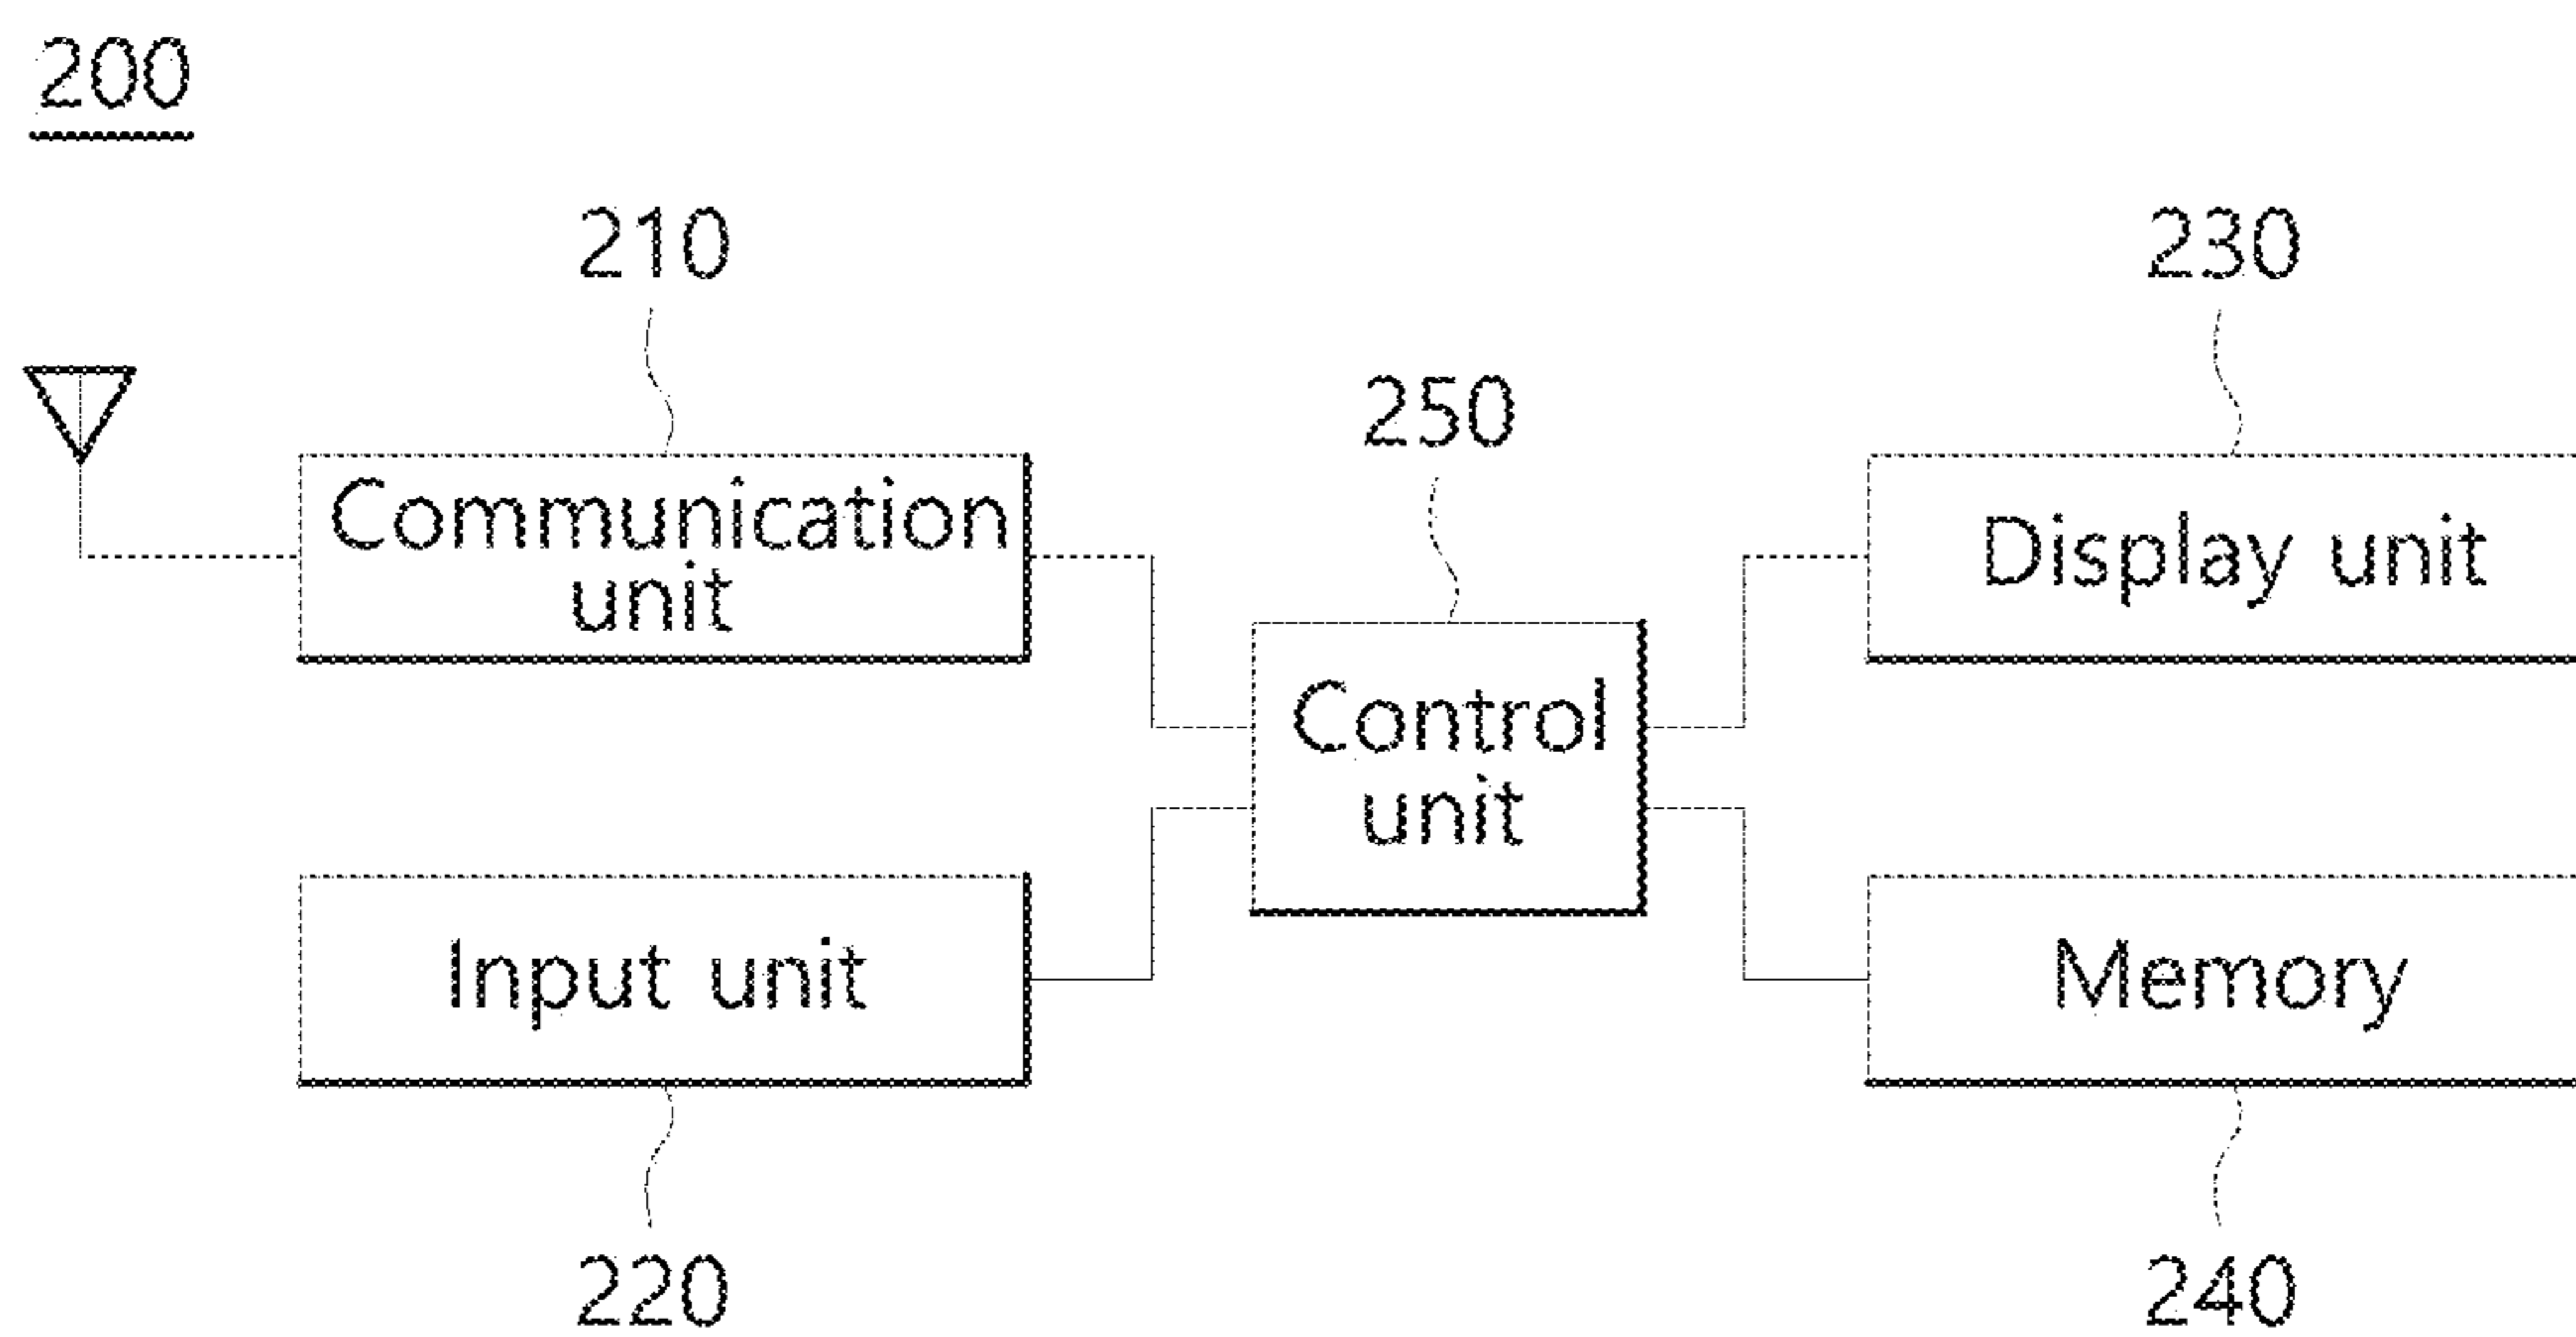 200
210
230
250
Communication
unit
Display unit
Control
unit
Input unit
Memory
220
240